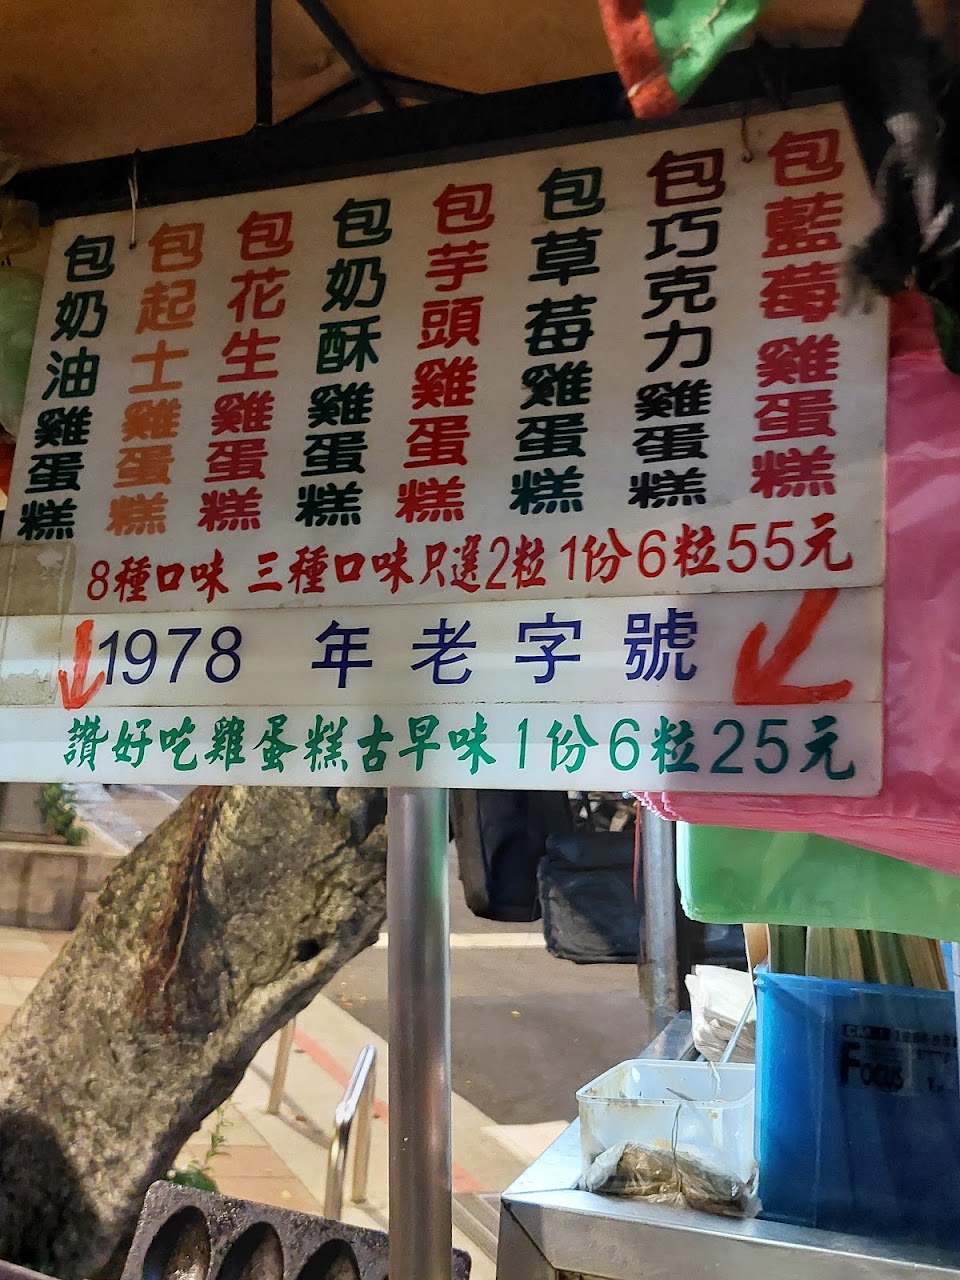 包奶油雞蛋糕
包起士雞蛋糕
包花生雞蛋糕
包奶酥雞蛋糕
包芋頭雞蛋糕
包草莓雞蛋糕
包巧克力雞蛋糕
包藍莓雞蛋糕
8種口味 三種口味只選2粒 1份6粒55元
1978 年老字號
讚好吃雞蛋糕古早味1份6粒25元
FOCUS